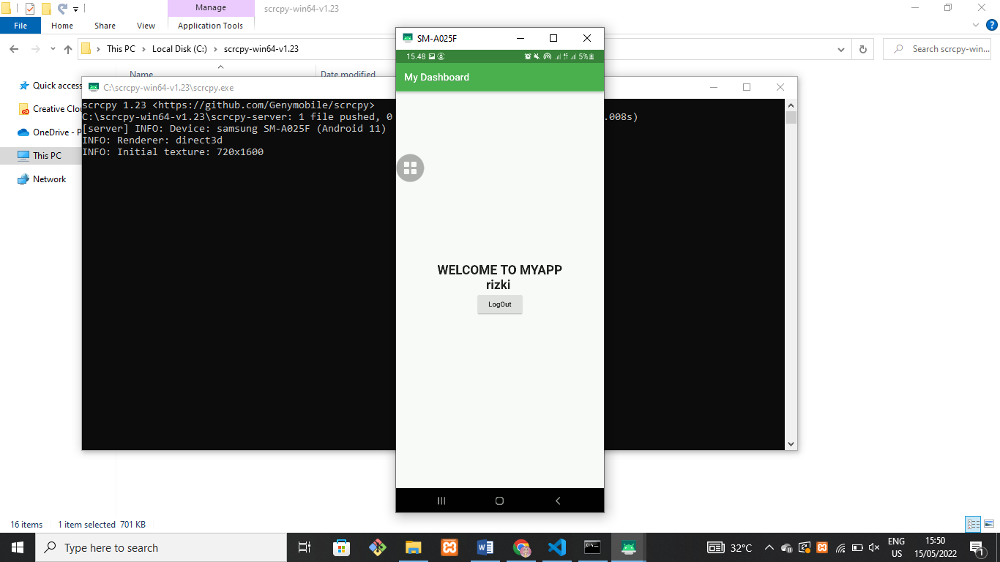 Manage
scrcpy-win64-v1.23
File
Home
Share
View
Application Tools
This PC
Local Disk (C:)
scrcpy-win64-v1.23
Search scrcpy-win...
Name
Date modified
Quick access
Creative Clou
OneDrive - P
This PC
Network
C:\scrcpy-win64-v1.23\scrcpy.exe
scrcpy 1.23 <https://github.com/Genymobile/scrcpy>
C:\scrcpy-win64-v1.23\scrcpy-server: 1 file pushed, 0
.008s)
[server] INFO: Device: samsung SM-A025F (Android 11)
INFO: Renderer: direct3d
INFO: Initial texture: 720x1600
SM-A025F
15.48
5%
My Dashboard
WELCOME TO MYAPP
rizki
LogOut
16 items
1 item selected 701 KB
Type here to search
32°C
ENG
US
15:50
15/05/2022
1